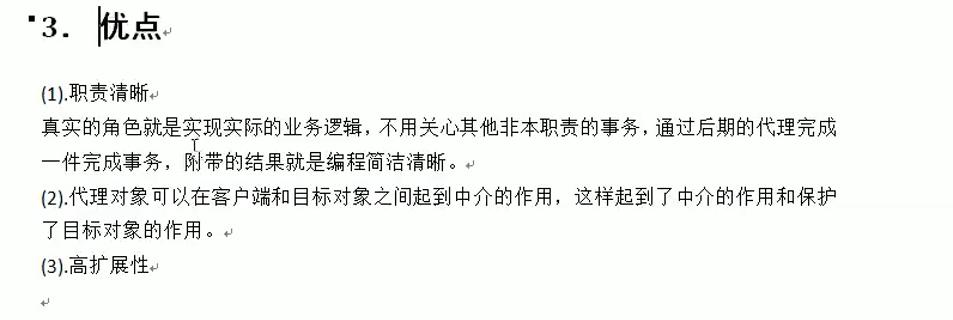 3. 优点
(1).职责清晰
真实的角色就是实现实际的业务逻辑，不用关心其他非本职责的事务，通过后期的代理完成
一件完成事务，附带的结果就是编程简洁清晰。
(2).代理对象可以在客户端和目标对象之间起到中介的作用，这样起到了中介的作用和保护
了目标对象的作用。
(3).高扩展性